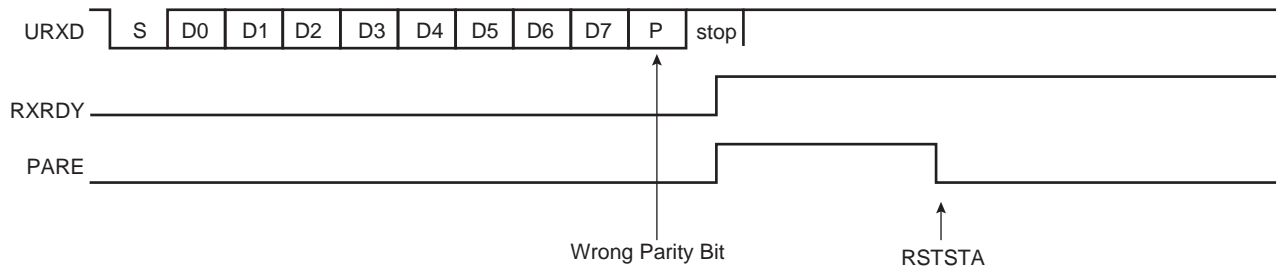 URXD S D0 D1 D2 D3 D4 D5 D6 D7 P stop
RXRDY
PARE
Wrong Parity Bit RSTSTA